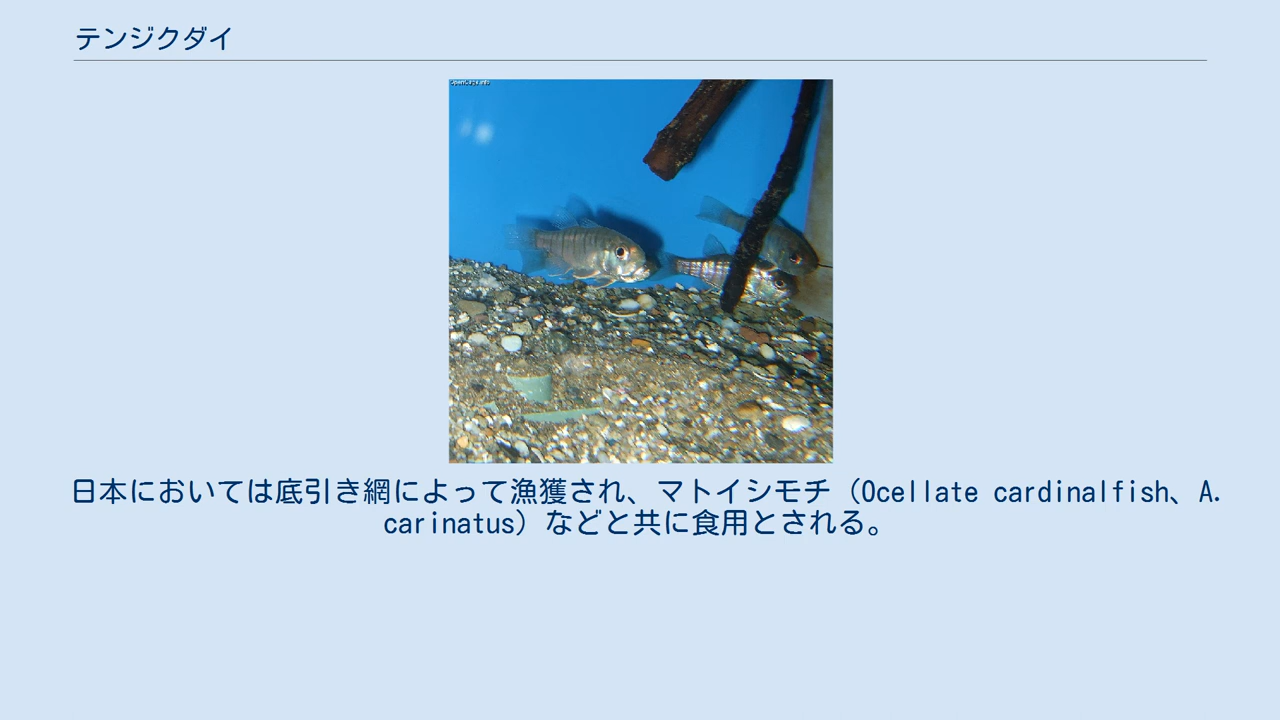 テンジクダイ
日本においては底引き網によって漁獲され、マトイシモチ（Ocellate cardinalfish、A.
carinatus）などと共に食用とされる。